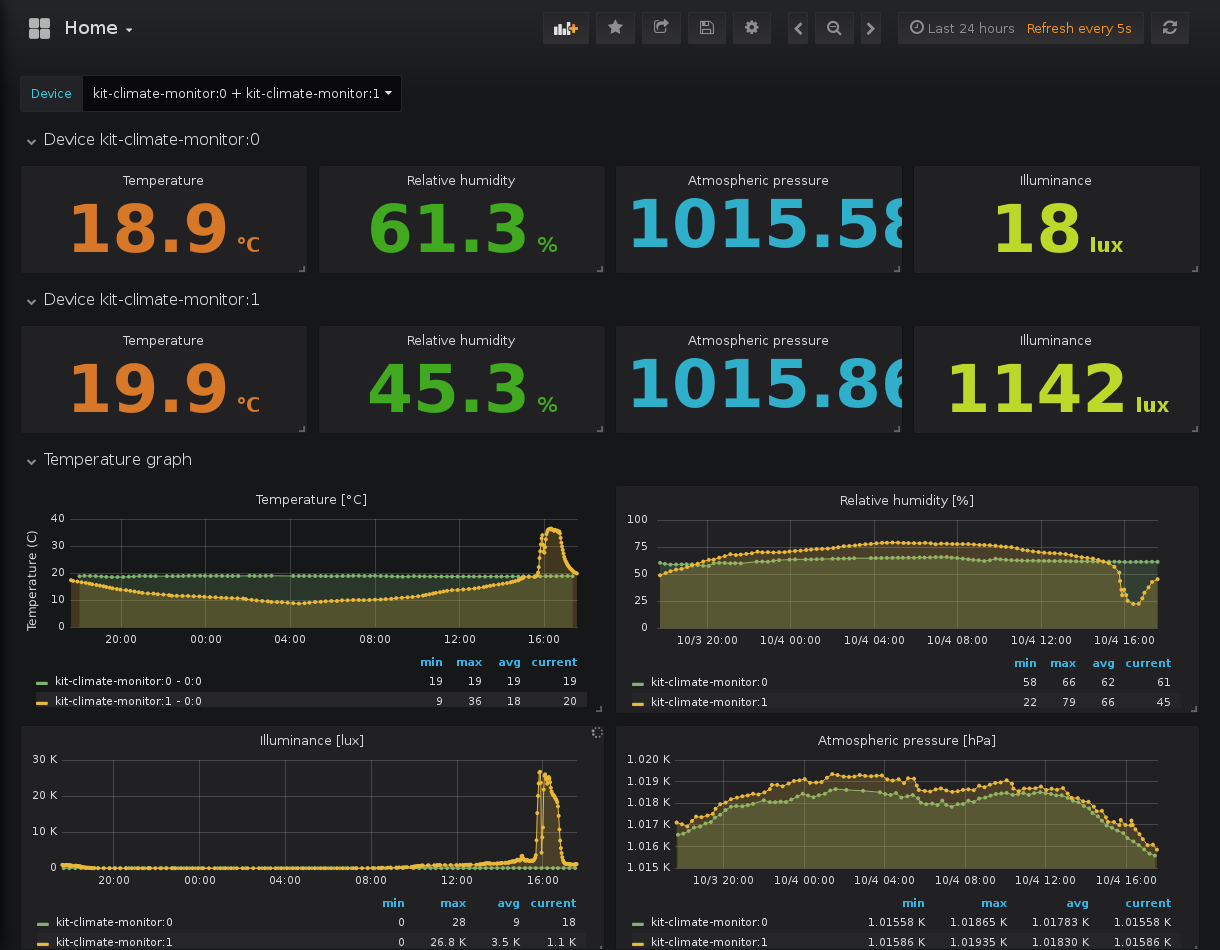 Home
Last 24 hours Refresh every 5s
Device kit-climate-monitor:0 + kit-climate-monitor:1
Device kit-climate-monitor:0
Temperature Relative humidity Atmospheric pressure Illuminance
18.9 °C 61.3 % 1015.58 18 lux
Device kit-climate-monitor:1
Temperature Relative humidity Atmospheric pressure Illuminance
19.9 °C 45.3 % 1015.86 1142 lux
Temperature graph
Temperature [°C]
Temperature (C)
40
30
20
10
0
20:00 00:00 04:00 08:00 12:00 16:00
min max avg current
kit-climate-monitor:0 - 0:0 19 19 19 19
kit-climate-monitor:1 - 0:0 9 36 18 20
Relative humidity [%]
100
75
50
25
0
10/3 20:00 10/4 00:00 10/4 04:00 10/4 08:00 10/4 12:00 10/4 16:00
min max avg current
kit-climate-monitor:0 58 66 62 61
kit-climate-monitor:1 22 79 66 45
Illuminance [lux]
30 K
20 K
10 K
0
20:00 00:00 04:00 08:00 12:00 16:00
min max avg current
kit-climate-monitor:0 0 28 9 18
kit-climate-monitor:1 0 26.8 K 3.5 K 1.1 K
Atmospheric pressure [hPa]
1.020 K
1.019 K
1.018 K
1.017 K
1.016 K
1.015 K
10/3 20:00 10/4 00:00 10/4 04:00 10/4 08:00 10/4 12:00 10/4 16:00
min max avg current
kit-climate-monitor:0 1.01558 K 1.01865 K 1.01783 K 1.01558 K
kit-climate-monitor:1 1.01586 K 1.01935 K 1.01830 K 1.01586 K